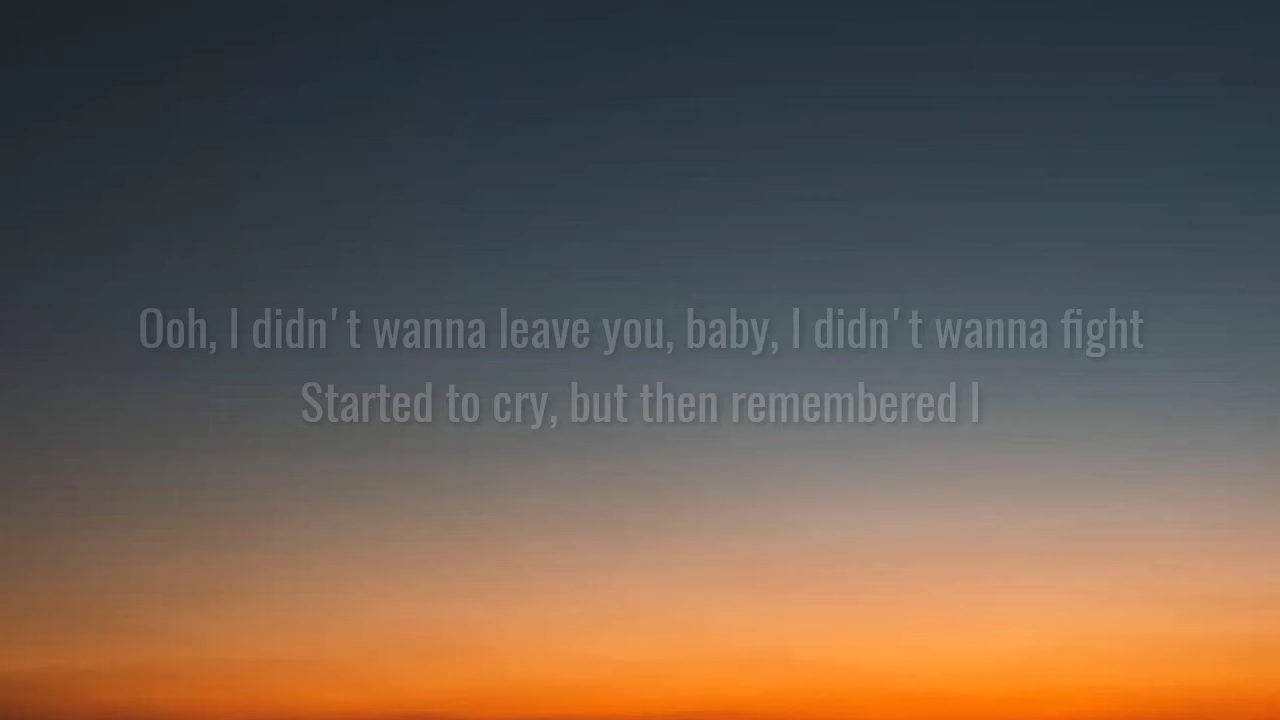 Ooh, I didn't wanna leave you, baby, I didn't wanna fight
Started to cry, but then remembered I